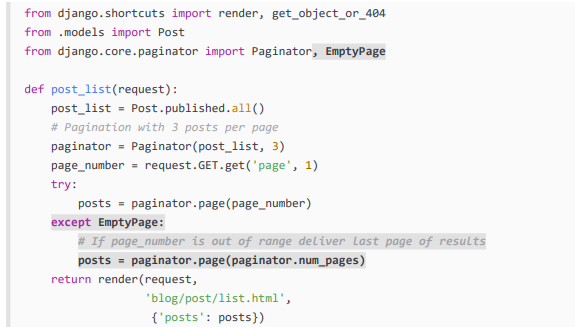 from django.shortcuts import render, get_object_or_404
from .models import Post
from django.core.paginator import Paginator, EmptyPage
def post_list(request):
    post_list = Post.published.all()
    # Pagination with 3 posts per page
    paginator = Paginator(post_list, 3)
    page_number = request.GET.get('page', 1)
    try:
        posts = paginator.page(page_number)
    except EmptyPage:
        # If page_number is out of range deliver last page of results
        posts = paginator.page(paginator.num_pages)
    return render(request,
                  'blog/post/list.html',
                   {'posts': posts})